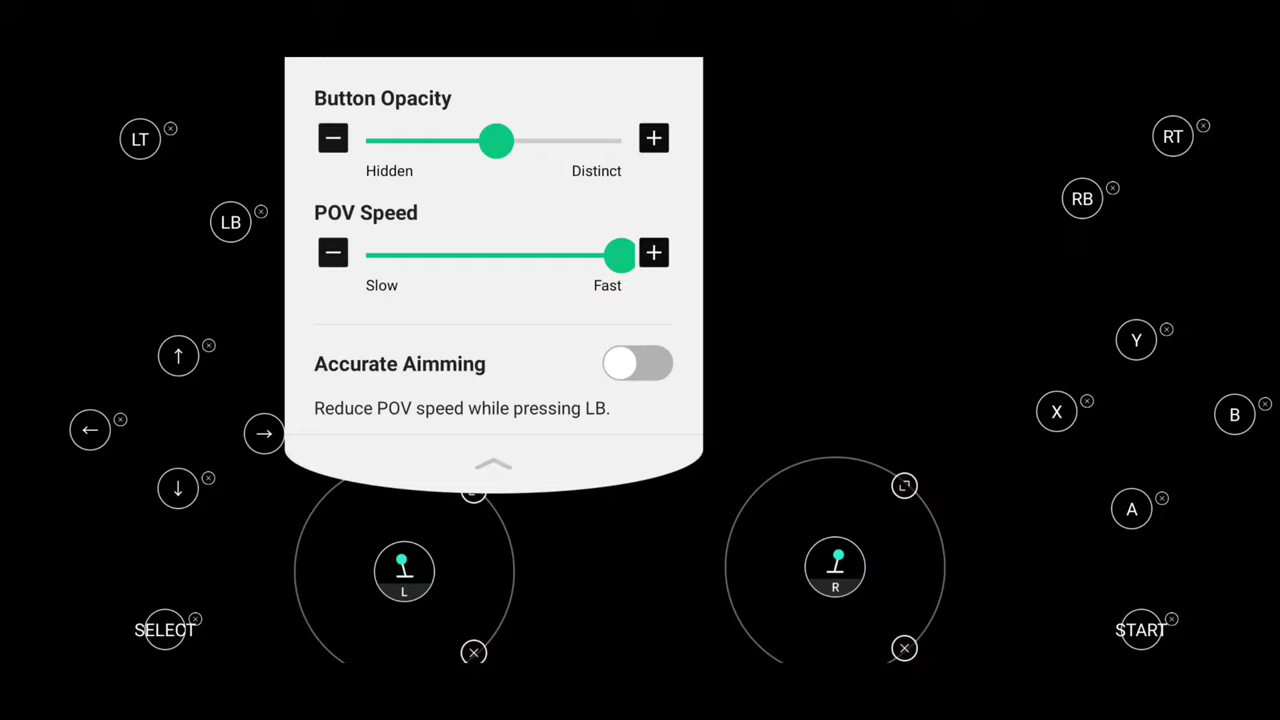 Button Opacity
Hidden Distinct
POV Speed
Slow Fast
Accurate Aimming
Reduce POV speed while pressing LB.
LT
LB
↑
←
→
↓
SELECT
L
R
RT
RB
Y
X
B
A
START